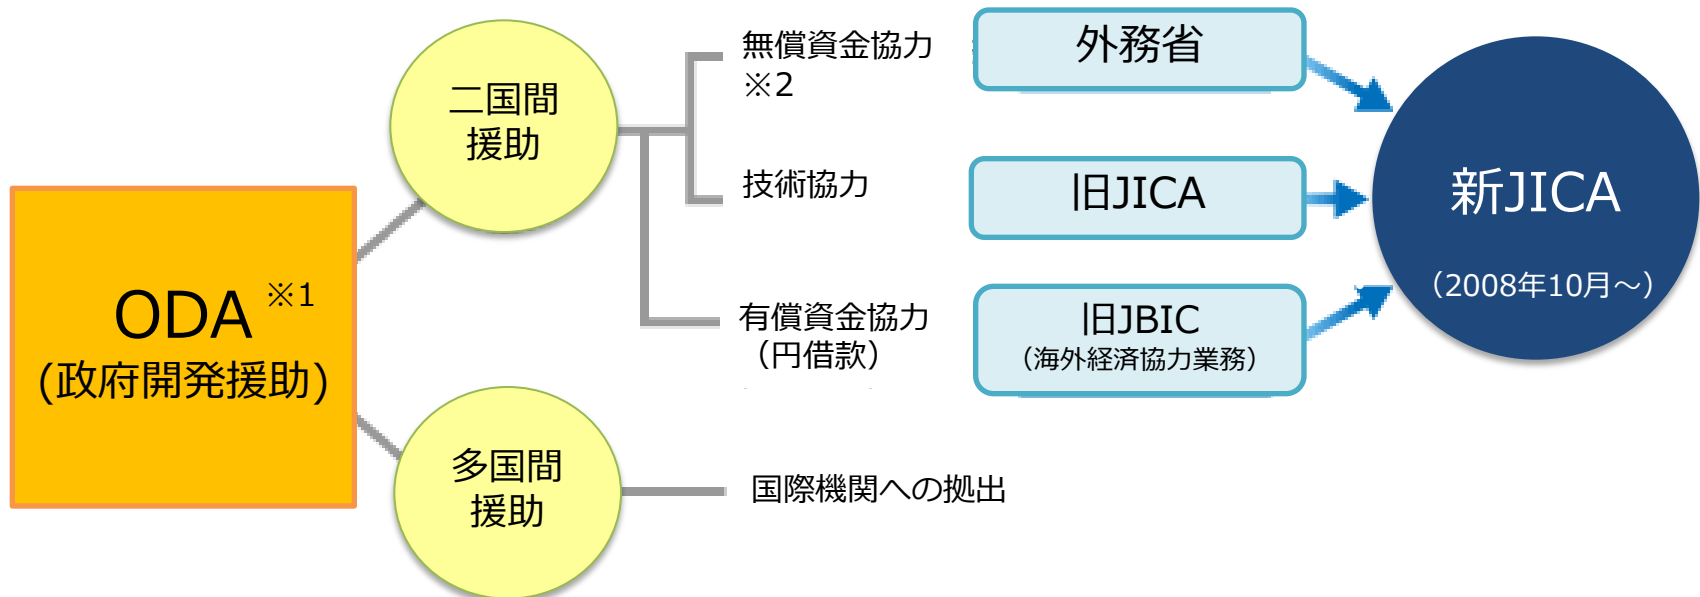 ODA ※1
(政府開発援助)
二国間
援助
無償資金協力
※2
外務省
技術協力
旧JICA
有償資金協力
（円借款）
旧JBIC
（海外経済協力業務）
新JICA
（2008年10月～）
多国間
援助
国際機関への拠出